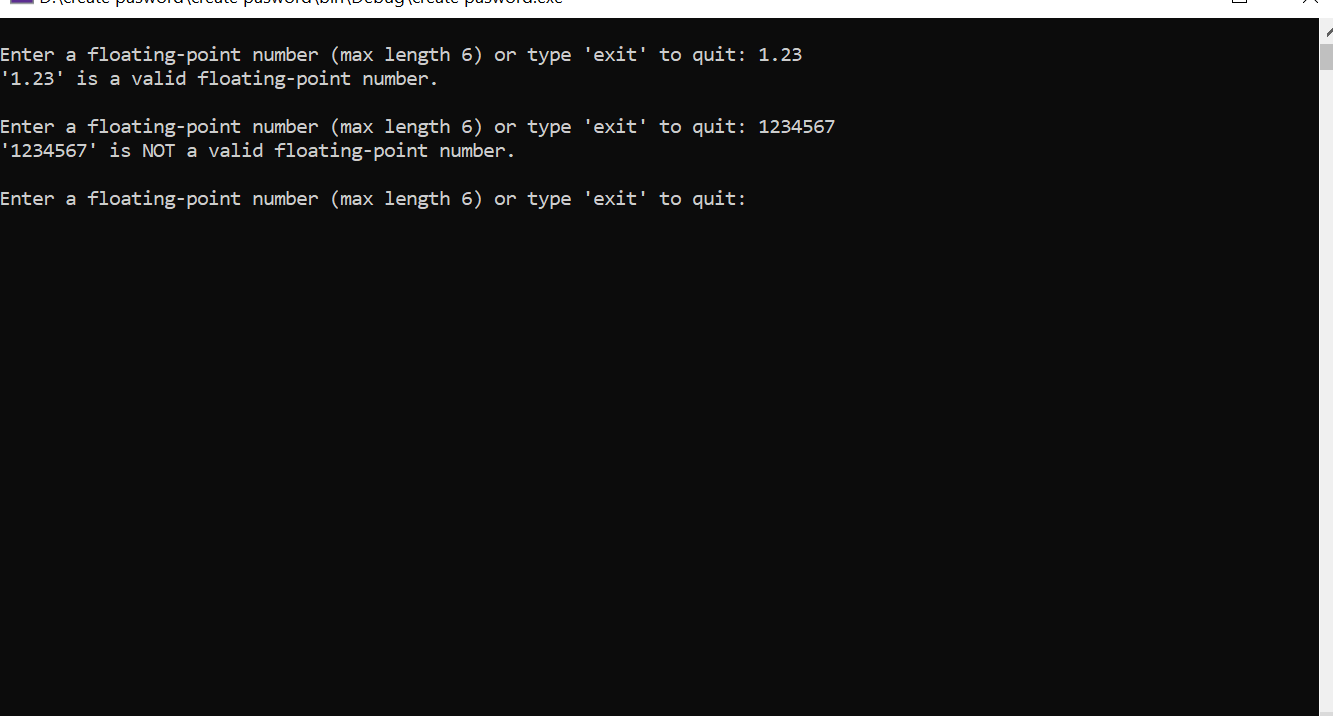 D:\create pasword\create pasword\bin\Debug\create pasword.exe
Enter a floating-point number (max length 6) or type 'exit' to quit: 1.23
'1.23' is a valid floating-point number.
Enter a floating-point number (max length 6) or type 'exit' to quit: 1234567
'1234567' is NOT a valid floating-point number.
Enter a floating-point number (max length 6) or type 'exit' to quit: